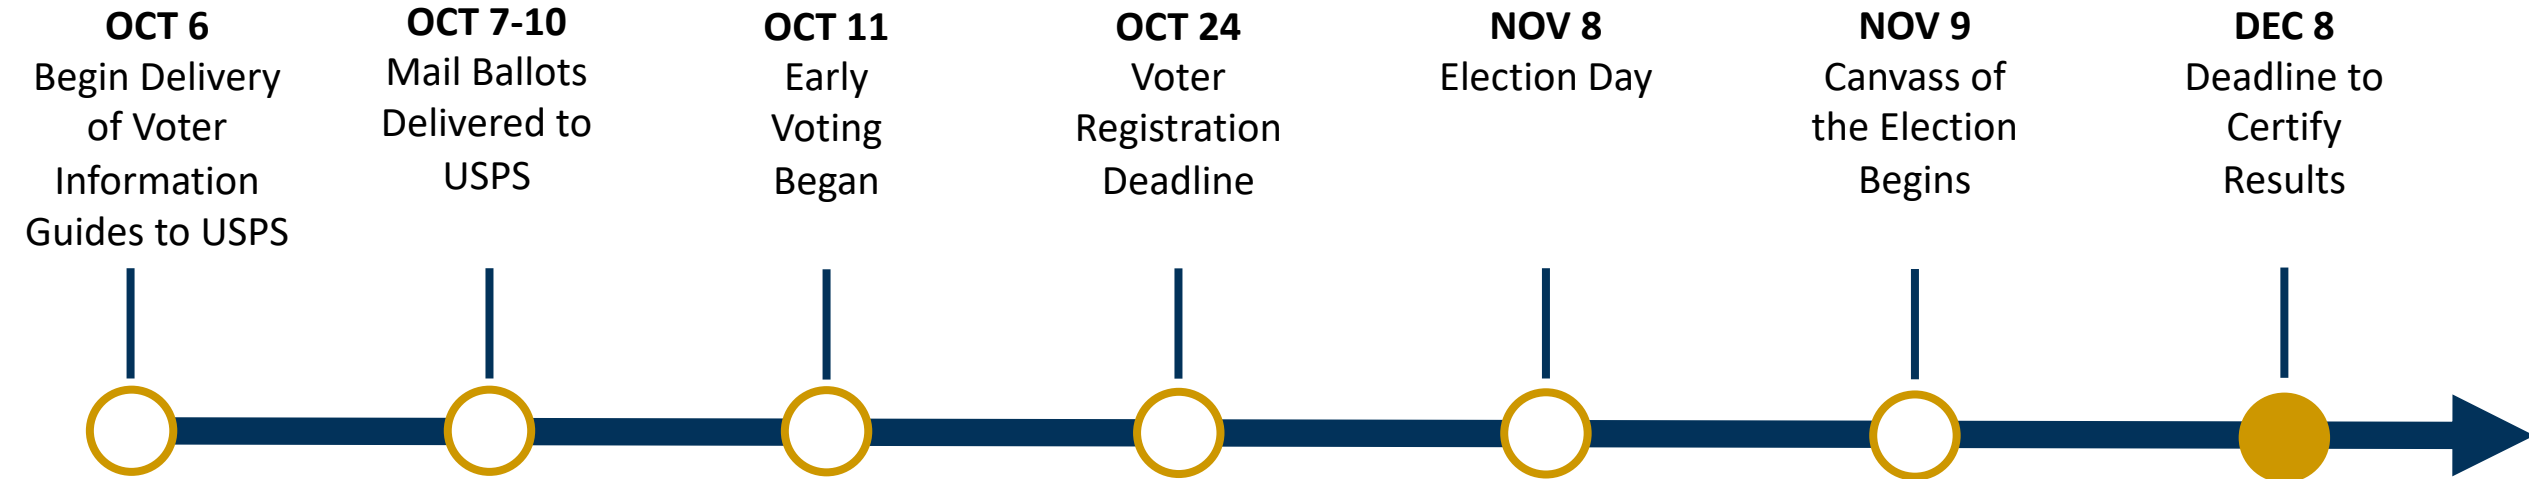 OCT 6
Begin Delivery
of Voter
Information
Guides to USPS
OCT 7-10
Mail Ballots
Delivered to
USPS
OCT 11
Early
Voting
Began
OCT 24
Voter
Registration
Deadline
NOV 8
Election Day
NOV 9
Canvass of
the Election
Begins
DEC 8
Deadline to
Certify
Results